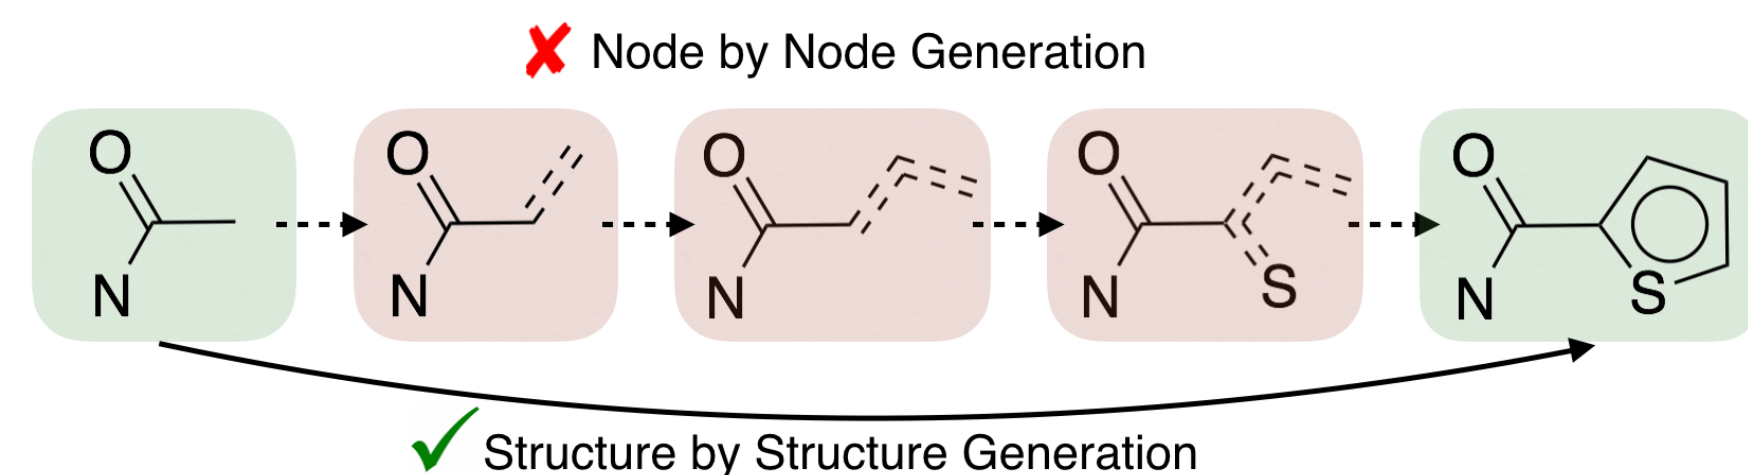 Node by Node Generation
O O O O O
N N N N N
S S
Structure by Structure Generation